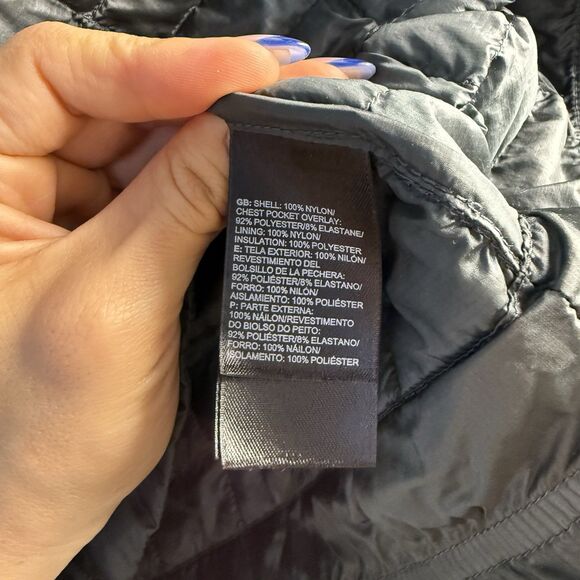 GB: SHELL: 100% NYLON/
CHEST POCKET OVERLAY:
92% POLYESTER/8% ELASTANE/
LINING: 100% NYLON/
INSULATION: 100% POLYESTER
E: TELA EXTERIOR: 100% NILÓN/
REVESTIMIENTO DEL
BOLSILLO DE LA PECHERA:
92% POLIÉSTER/8% ELASTANO/
FORRO: 100% NILÓN/
AISLAMIENTO: 100% POLIÉSTER
P: PARTE EXTERNA:
100% NÁILON/REVESTIMENTO
DO BIOLSO DO PEITO:
92% POLIÉSTER/8% ELASTANO/
FORRO: 100% NÁILON/
ISOLAMENTO: 100% POLIÉSTER